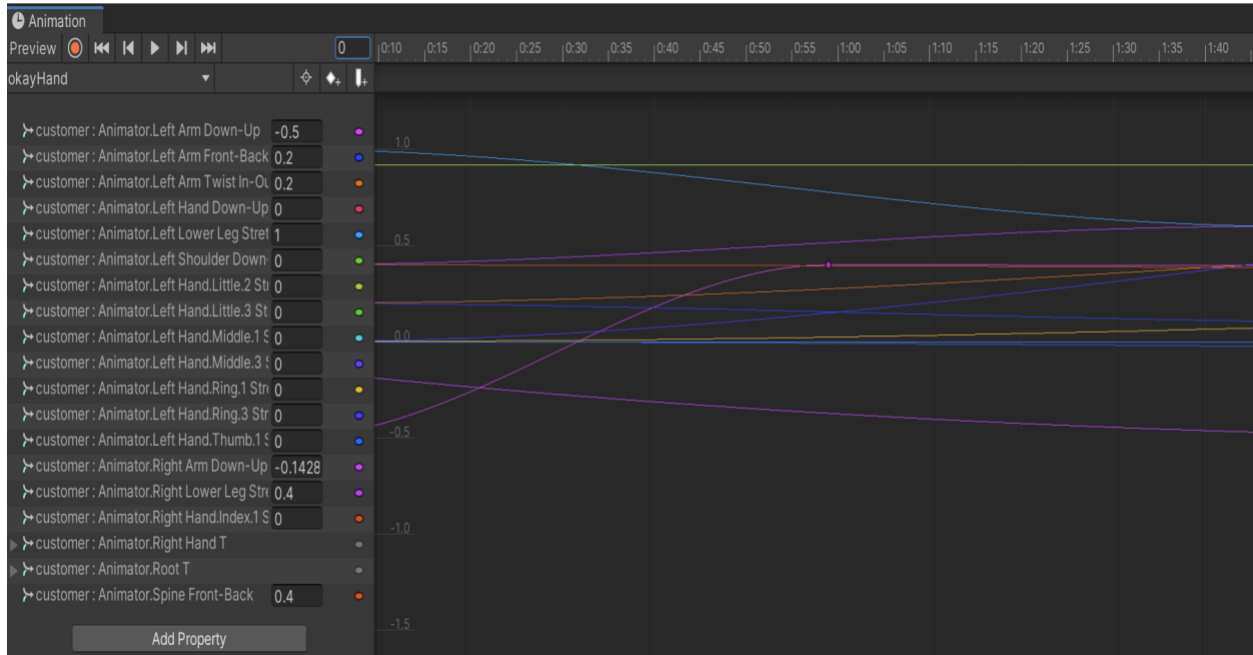 Animation
Preview 0 0:10 0:15 0:20 0:25 0:30 0:35 0:40 0:45 0:50 0:55 1:00 1:05 1:10 1:15 1:20 1:25 1:30 1:35 1:40
okayHand
customer : Animator.Left Arm Down-Up -0.5
customer : Animator.Left Arm Front-Back 0.2
customer : Animator.Left Arm Twist In-Ou 0.2
customer : Animator.Left Hand Down-Up 0
customer : Animator.Left Lower Leg Stret 1
customer : Animator.Left Shoulder Down- 0
customer : Animator.Left Hand.Little.2 Str 0
customer : Animator.Left Hand.Little.3 St 0
customer : Animator.Left Hand.Middle.1 S 0
customer : Animator.Left Hand.Middle.3 S 0
customer : Animator.Left Hand.Ring.1 Stre 0
customer : Animator.Left Hand.Ring.3 Str 0
customer : Animator.Left Hand.Thumb.1 S 0
customer : Animator.Right Arm Down-Up -0.1428
customer : Animator.Right Lower Leg Stre 0.4
customer : Animator.Right Hand.Index.1 S 0
customer : Animator.Right Hand T
customer : Animator.Root T
customer : Animator.Spine Front-Back 0.4
Add Property
1.0
0.5
0.0
-0.5
-1.0
-1.5